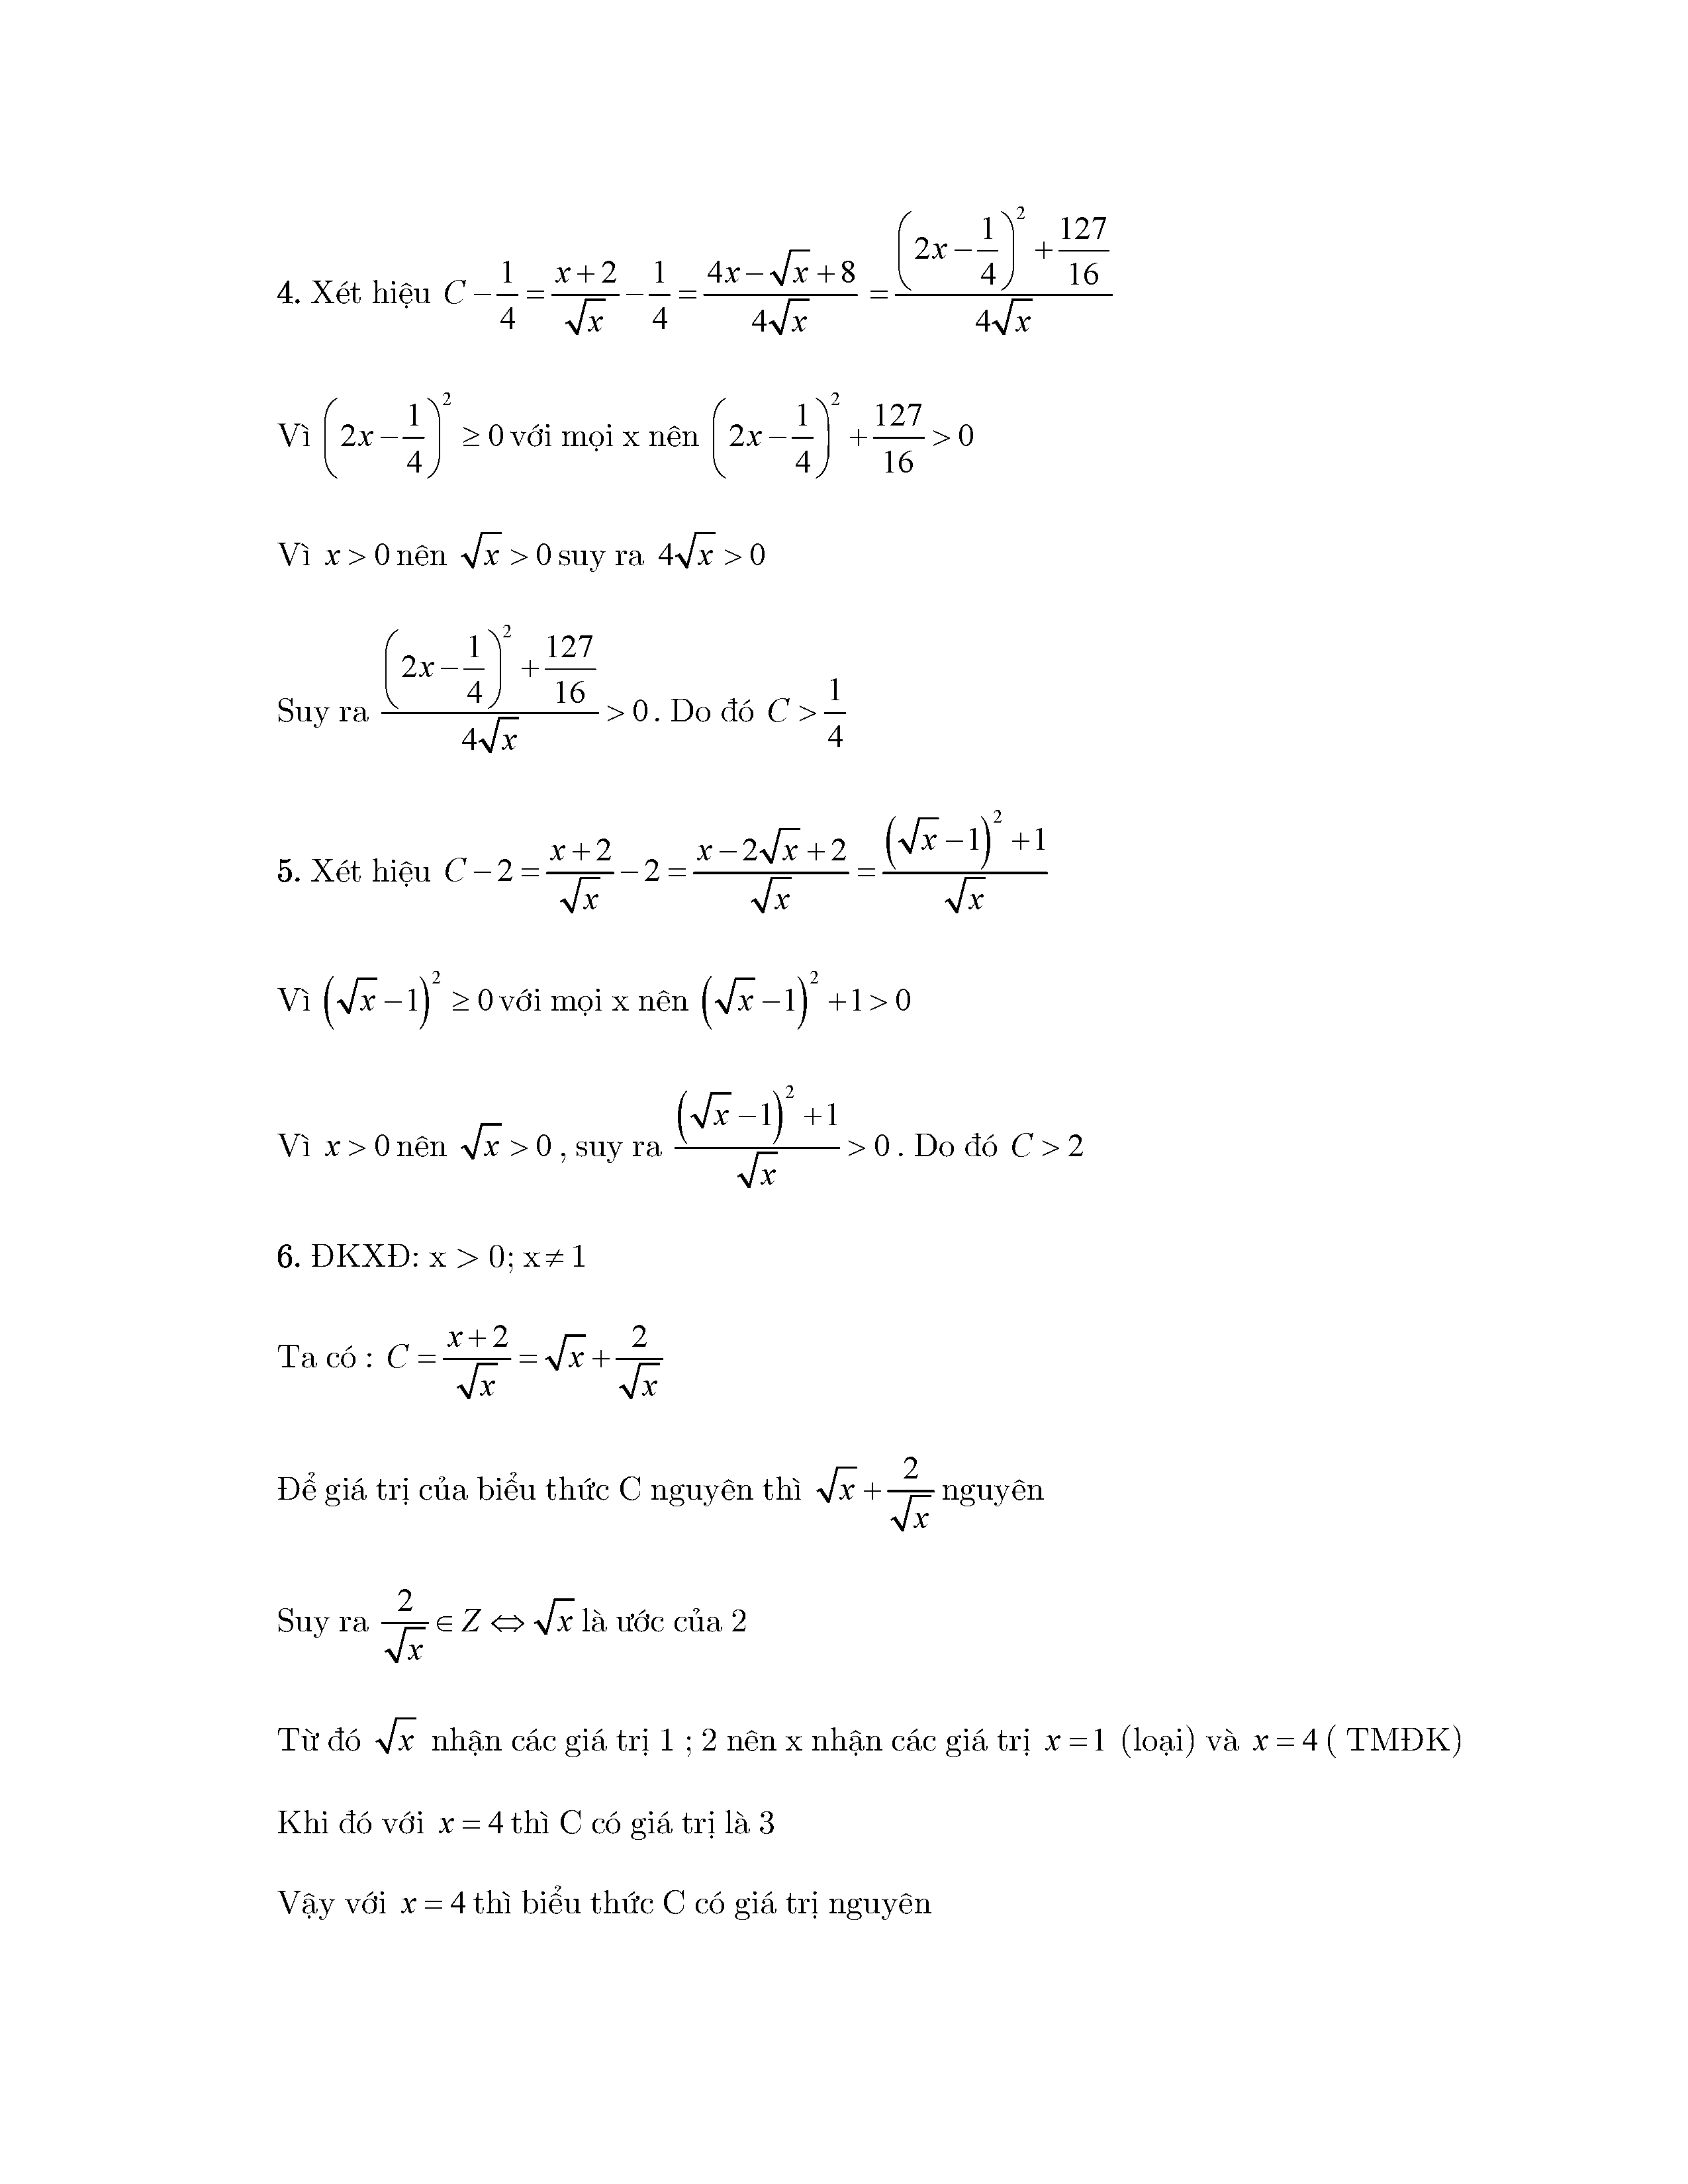 4. Xét hiệu $C-\frac{1}{4}=\frac{x+2}{\sqrt{x}}-\frac{1}{4}=\frac{4x-\sqrt{x}+8}{4\sqrt{x}}=\frac{\left(2x-\frac{1}{4}\right)^2+\frac{127}{16}}{4\sqrt{x}}$
Vì $\left(2x-\frac{1}{4}\right)^2\geq 0$ với mọi x nên $\left(2x-\frac{1}{4}\right)^2+\frac{127}{16}>0$
Vì $x>0$ nên $\sqrt{x}>0$ suy ra $4\sqrt{x}>0$
Suy ra $\frac{\left(2x-\frac{1}{4}\right)^2+\frac{127}{16}}{4\sqrt{x}}>0$. Do đó $C>\frac{1}{4}$
5. Xét hiệu $C-2=\frac{x+2}{\sqrt{x}}-2=\frac{x-2\sqrt{x}+2}{\sqrt{x}}=\frac{\left(\sqrt{x}-1\right)^2+1}{\sqrt{x}}$
Vì $\left(\sqrt{x}-1\right)^2\geq 0$ với mọi x nên $\left(\sqrt{x}-1\right)^2+1>0$
Vì $x>0$ nên $\sqrt{x}>0$, suy ra $\frac{\left(\sqrt{x}-1\right)^2+1}{\sqrt{x}}>0$. Do đó $C>2$
6. ĐKXĐ: x > 0; x ≠ 1
Ta có : $C=\frac{x+2}{\sqrt{x}}=\sqrt{x}+\frac{2}{\sqrt{x}}$
Để giá trị của biểu thức C nguyên thì $\sqrt{x}+\frac{2}{\sqrt{x}}$ nguyên
Suy ra $\frac{2}{\sqrt{x}}\in Z\Leftrightarrow\sqrt{x}$ là ước của 2
Từ đó $\sqrt{x}$ nhận các giá trị 1 ; 2 nên x nhận các giá trị $x=1$ (loại) và $x=4$ ( TMĐK)
Khi đó với $x=4$ thì C có giá trị là 3
Vậy với $x=4$ thì biểu thức C có giá trị nguyên